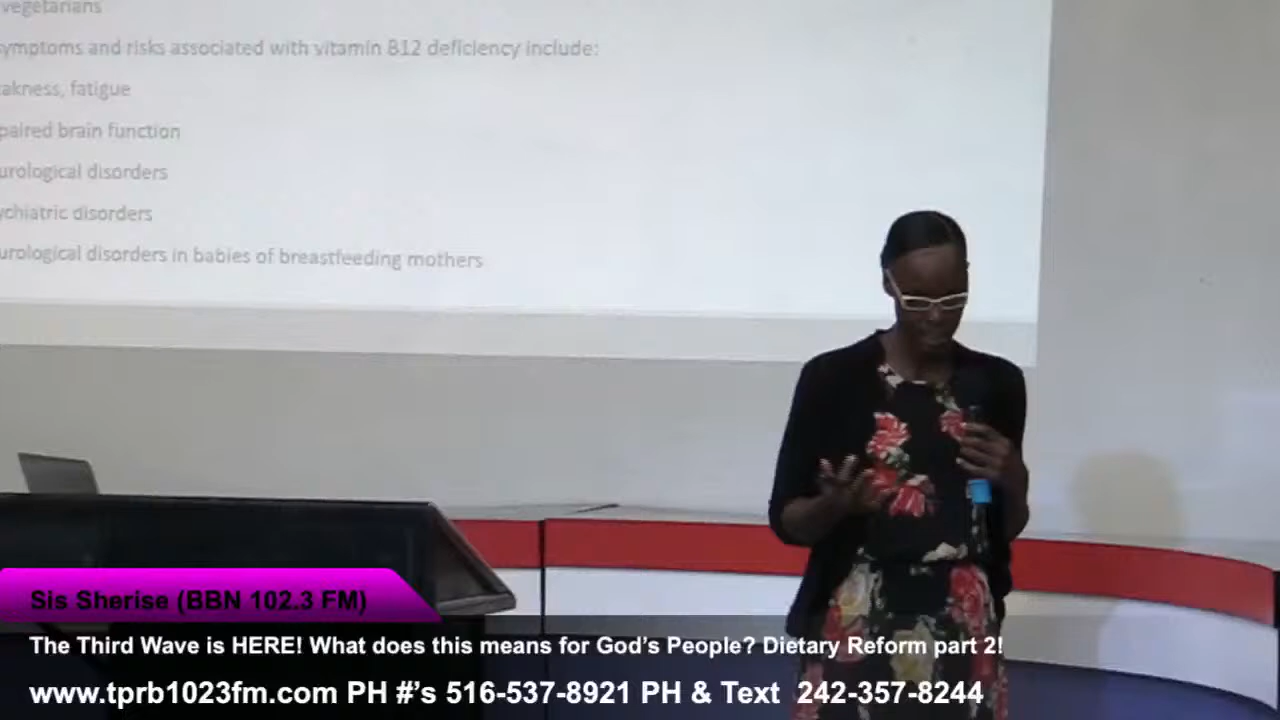 vegetarians
symptoms and risks associated with vitamin B12 deficiency include:
akness, fatigue
paired brain function
urological disorders
ychiatric disorders
urological disorders in babies of breastfeeding mothers
Sis Sherise (BBN 102.3 FM)
The Third Wave is HERE! What does this means for God's People? Dietary Reform part 2!
www.tprb1023fm.com PH #'s 516-537-8921 PH & Text 242-357-8244